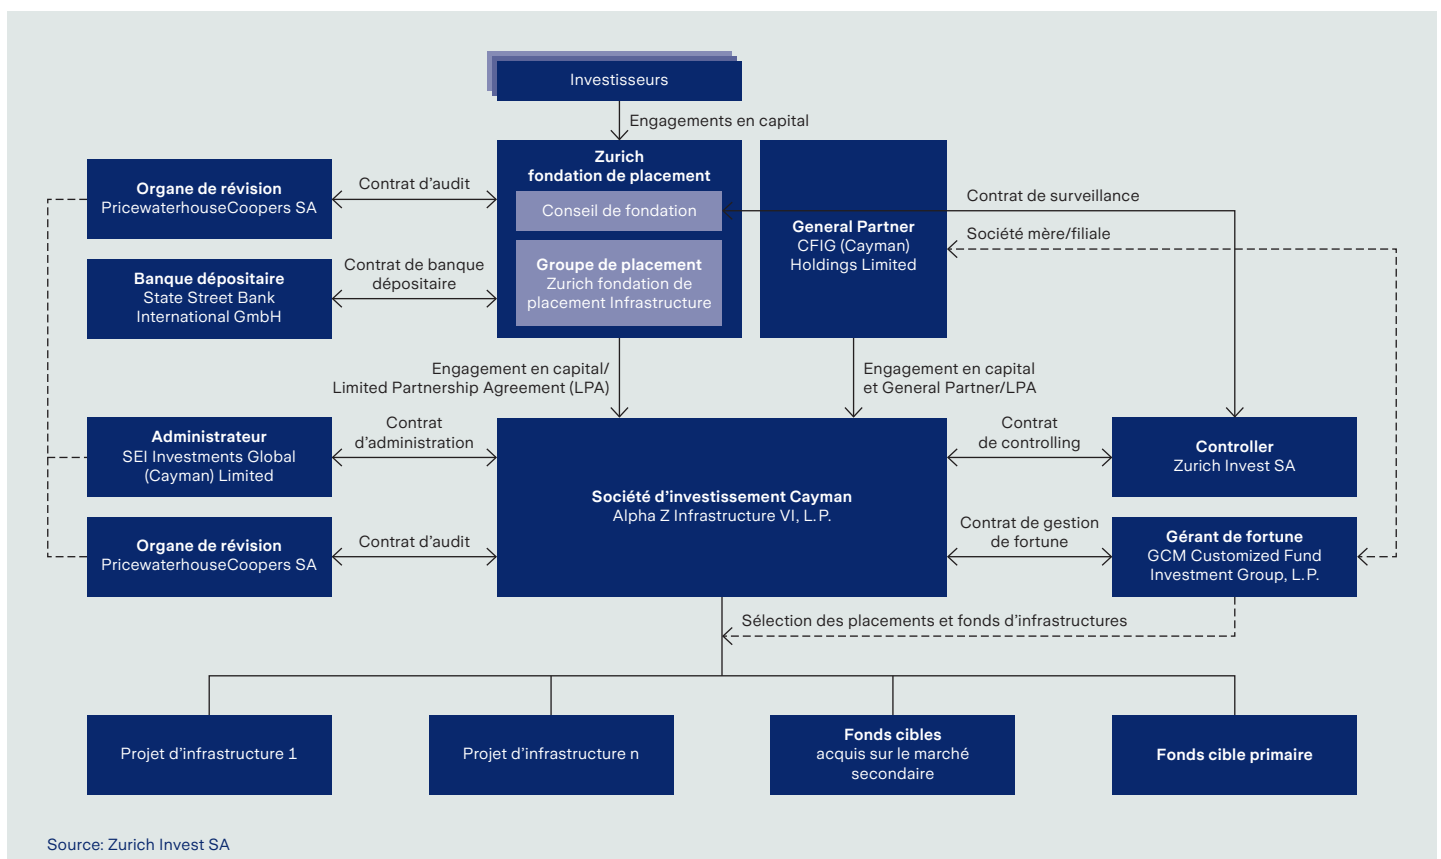 Investisseurs
Engagements en capital
Zurich
fondation de placement
Conseil de fondation
Groupe de placement
Zurich fondation de
placement Infrastructure
Organe de révision
PricewaterhouseCoopers SA
Contrat d’audit
Banque dépositaire
State Street Bank
International GmbH
Contrat de banque
dépositaire
General Partner
CFIG (Cayman)
Holdings Limited
Contrat de surveillance
Société mère/filiale
Engagement en capital/
Limited Partnership Agreement (LPA)
Engagement en capital
et General Partner/LPA
Administrateur
SEI Investments Global
(Cayman) Limited
Contrat
d’administration
Société d’investissement Cayman
Alpha Z Infrastructure VI, L.P.
Contrat
de controlling
Controller
Zurich Invest SA
Organe de révision
PricewaterhouseCoopers SA
Contrat d’audit
Contrat de gestion
de fortune
Gérant de fortune
GCM Customized Fund
Investment Group, L.P.
Sélection des placements et fonds d’infrastructures
Projet d’infrastructure 1
Projet d’infrastructure n
Fonds cibles
acquis sur le marché
secondaire
Fonds cible primaire
Source: Zurich Invest SA